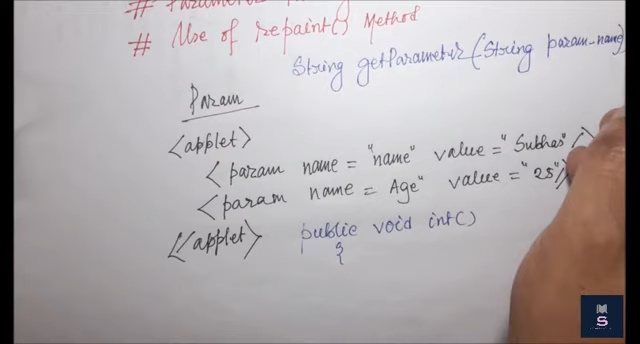 # Parameter
# Use of repaint() Method
String getParameter(String param-name)
Param
<applet>
<param name = "name" value = "Subhas"/>
<param name = Age" value = "25"/>
</applet> public void int()
{
S